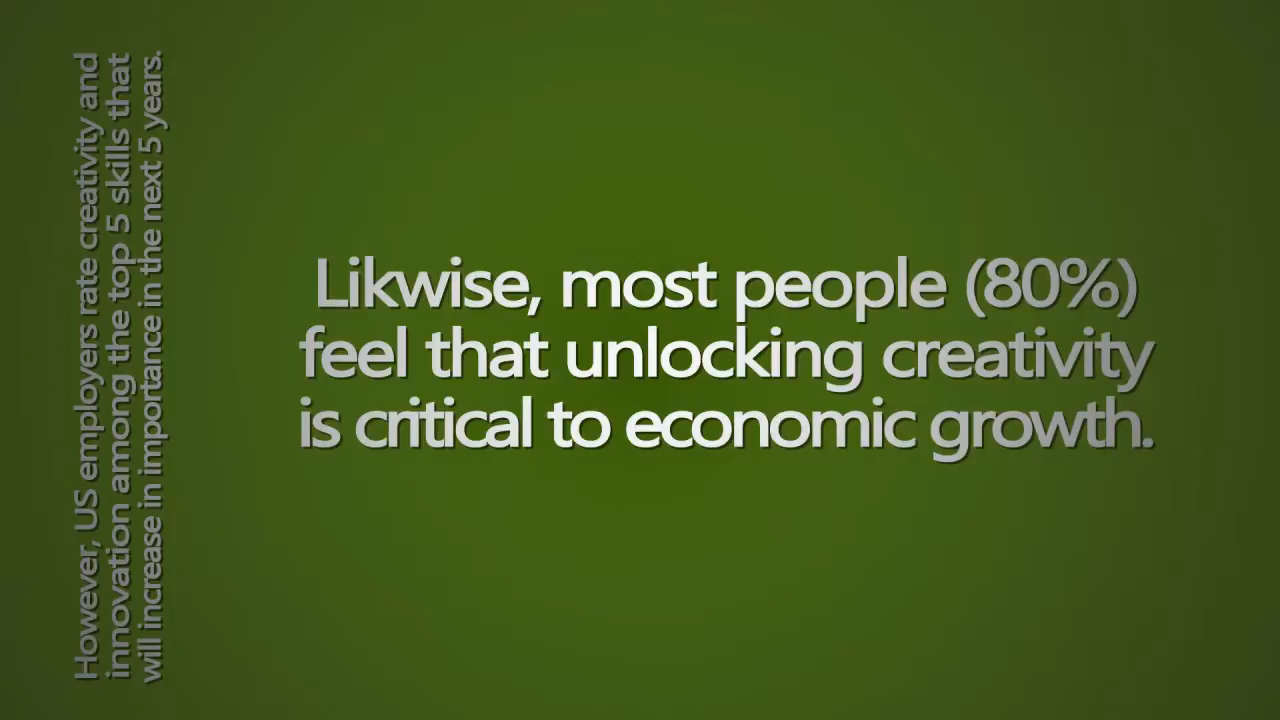 However, US employers rate creativity and
innovation among the top 5 skills that
will increase in importance in the next 5 years.
Likwise, most people (80%)
feel that unlocking creativity
is critical to economic growth.